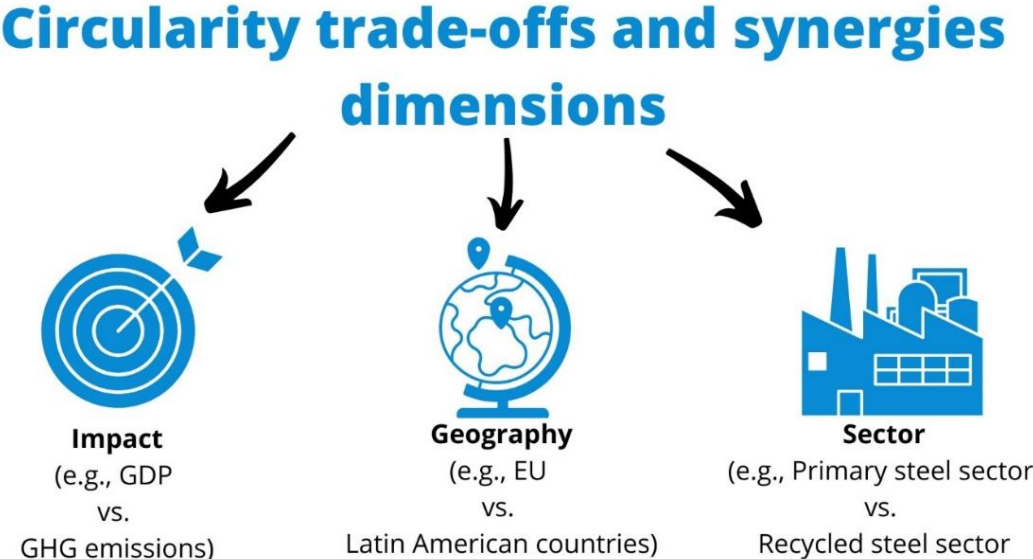 Circularity trade-offs and synergies
dimensions
Impact
(e.g., GDP
vs.
GHG emissions)
Geography
(e.g., EU
vs.
Latin American countries)
Sector
(e.g., Primary steel sector
vs.
Recycled steel sector